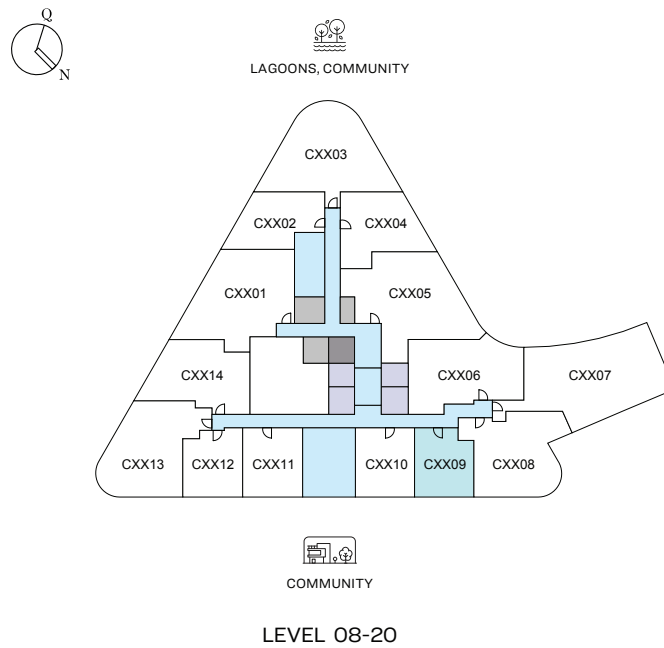 Q
N
LAGOONS, COMMUNITY
CXX03
CXX02
CXX04
CXX01
CXX05
CXX14
CXX06
CXX07
CXX13
CXX12
CXX11
CXX10
CXX09
CXX08
COMMUNITY
LEVEL 08-20